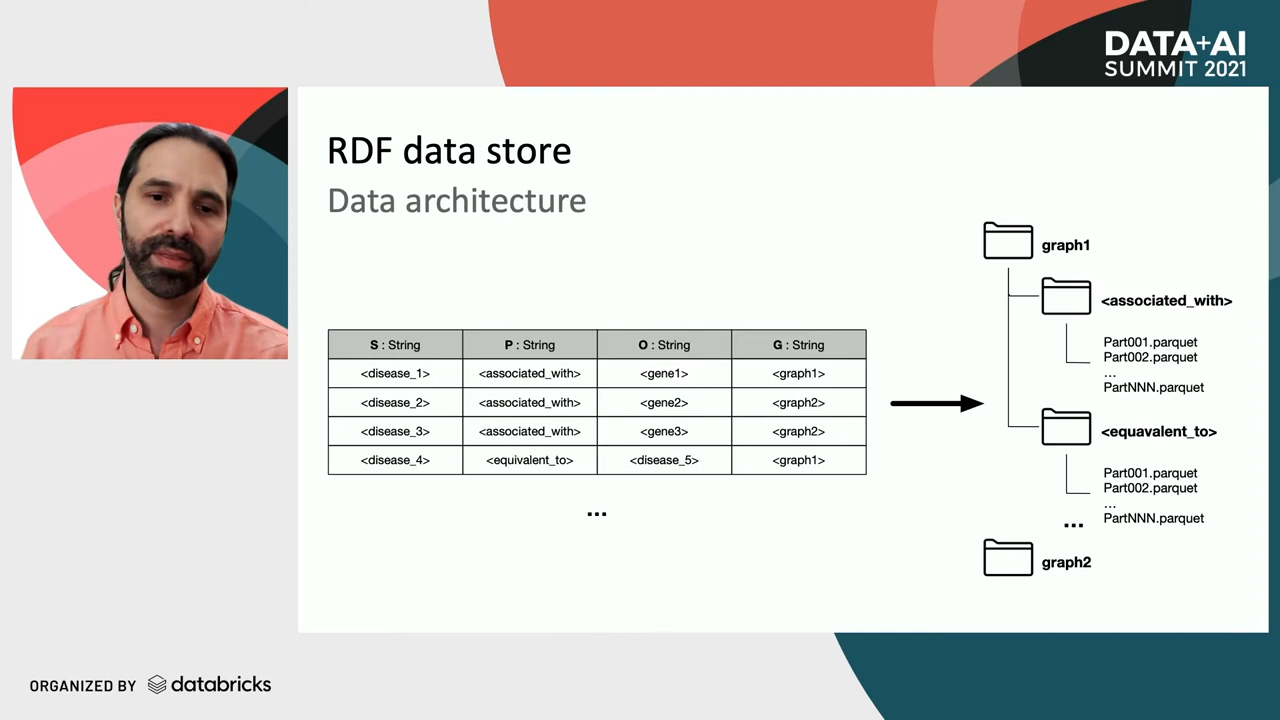 DATA+AI
SUMMIT 2021
RDF data store
Data architecture
S : String P : String O : String G : String
<disease_1> <associated_with> <gene1> <graph1>
<disease_2> <associated_with> <gene2> <graph2>
<disease_3> <associated_with> <gene3> <graph2>
<disease_4> <equivalent_to> <disease_5> <graph1>
...
graph1
<associated_with>
Part001.parquet
Part002.parquet
...
PartNNN.parquet
<equavalent_to>
Part001.parquet
Part002.parquet
...
PartNNN.parquet
...
graph2
ORGANIZED BY databricks